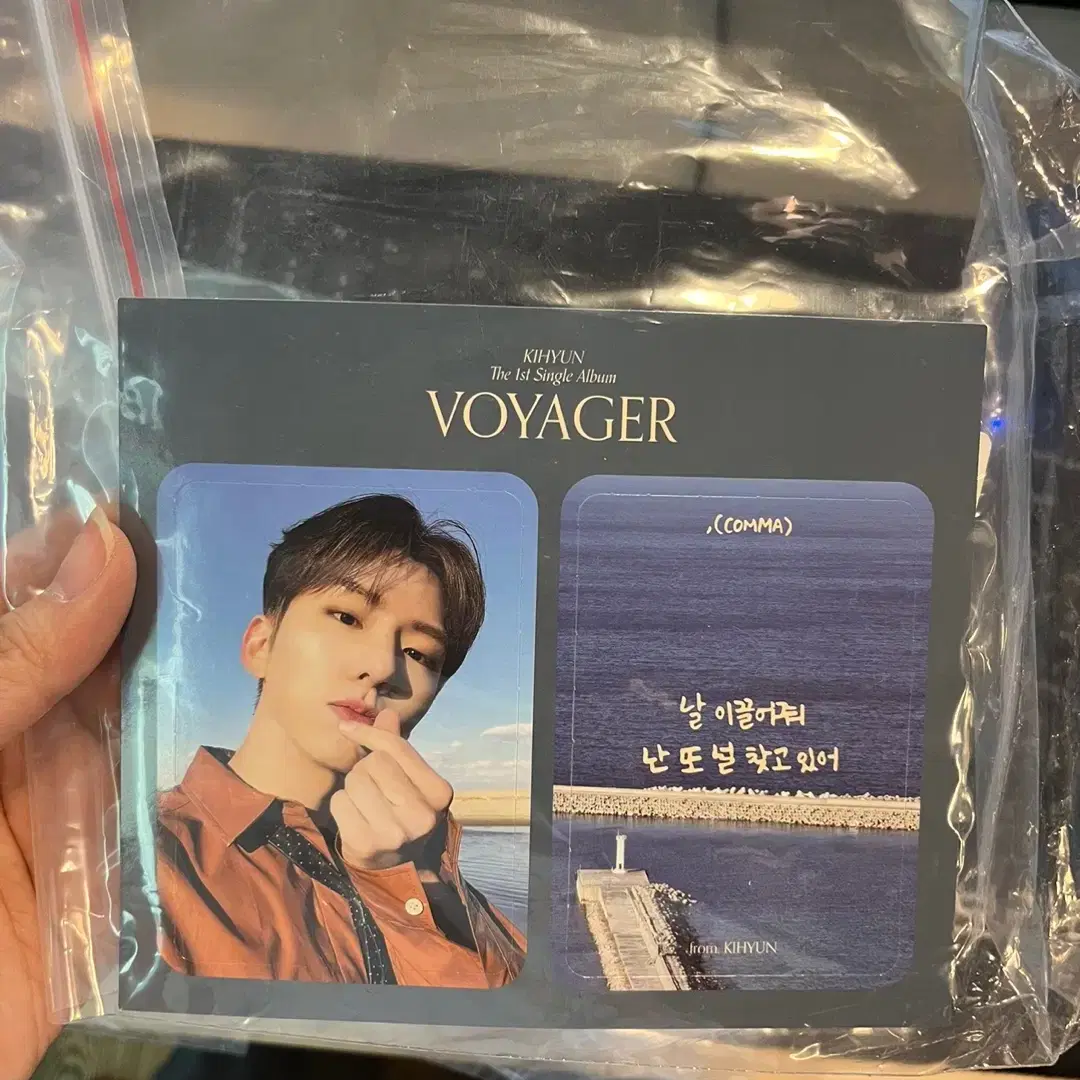 KIHYUN
The 1st Single Album
VOYAGER
,(COMMA)
날 이끌어줘
난 또 널 찾고 있어
from. KIHYUN